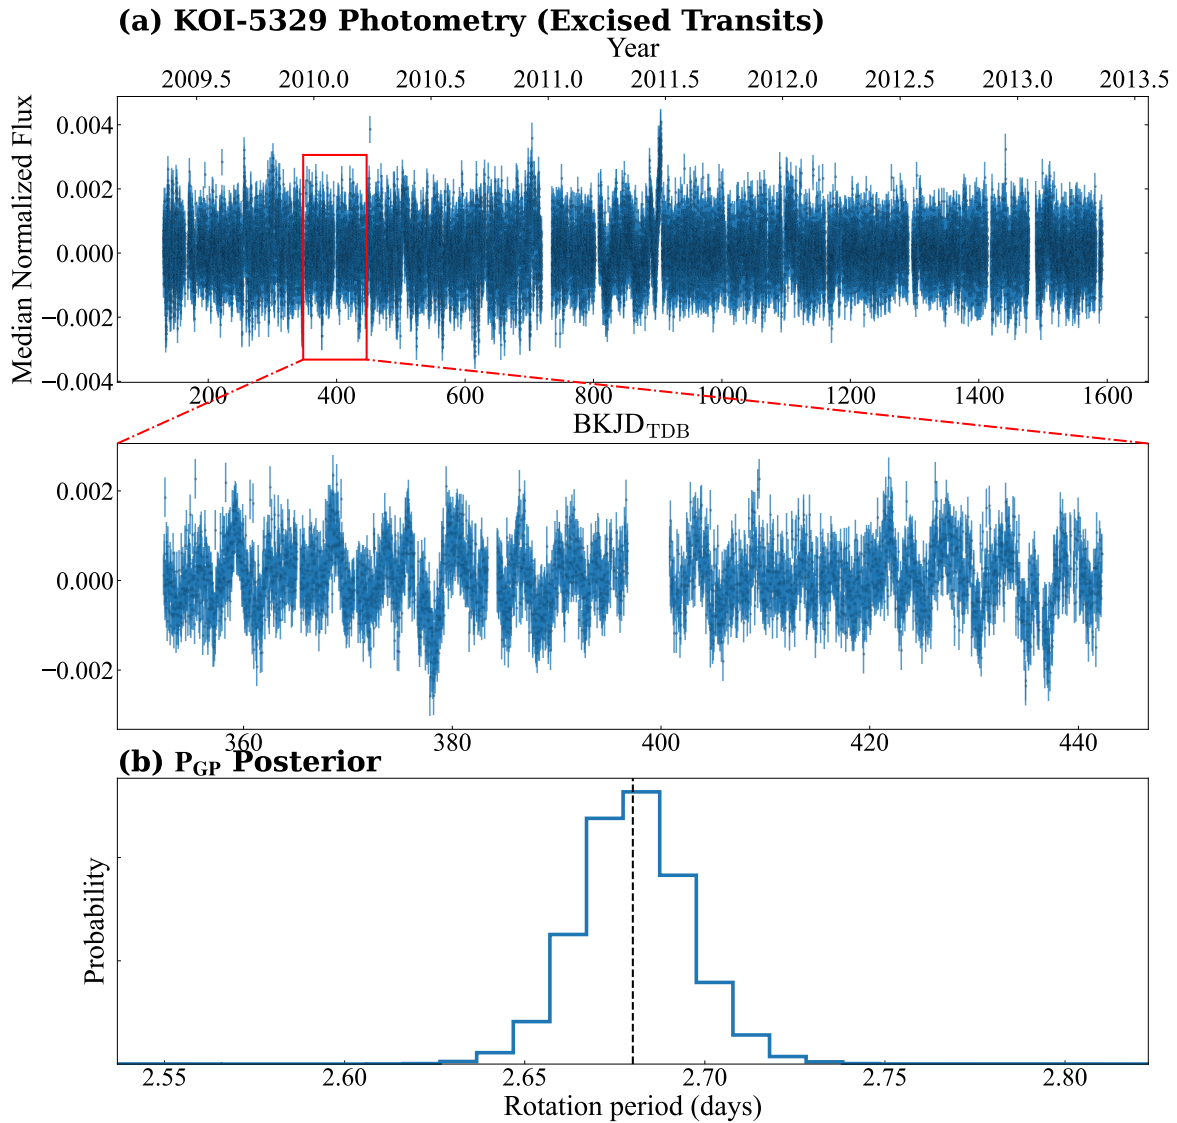 (a) KOI-5329 Photometry (Excised Transits)
Year
2009.5 2010.0 2010.5 2011.0 2011.5 2012.0 2012.5 2013.0 2013.5
Median Normalized Flux
0.004
0.002
0.000
−0.002
−0.004
200 400 600 800 1000 1200 1400 1600
BKJD_TDB
0.002
0.000
−0.002
360 380 400 420 440
(b) P_GP Posterior
Probability
2.55 2.60 2.65 2.70 2.75 2.80
Rotation period (days)